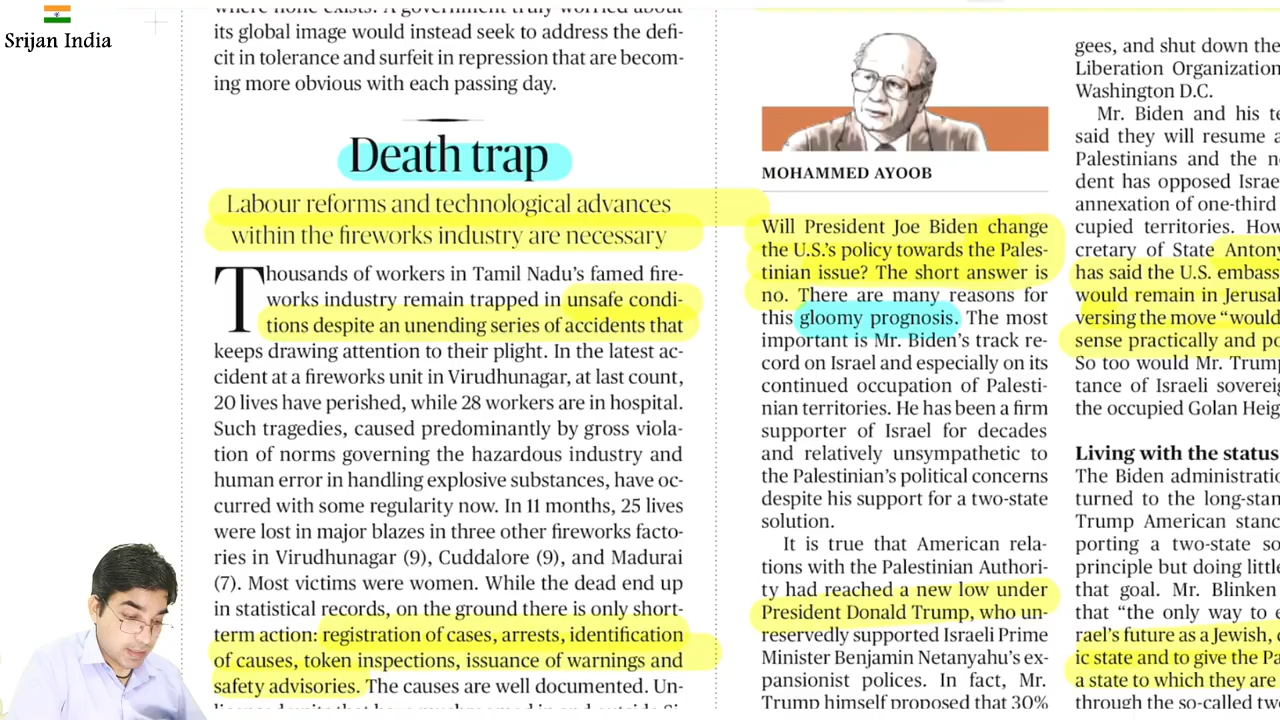 Srijan India
where none exists. A government truly worried about
its global image would instead seek to address the defi-
cit in tolerance and surfeit in repression that are becom-
ing more obvious with each passing day.
Death trap
Labour reforms and technological advances
within the fireworks industry are necessary
Thousands of workers in Tamil Nadu's famed fire-
works industry remain trapped in unsafe condi-
tions despite an unending series of accidents that
keeps drawing attention to their plight. In the latest ac-
cident at a fireworks unit in Virudhunagar, at last count,
20 lives have perished, while 28 workers are in hospital.
Such tragedies, caused predominantly by gross viola-
tion of norms governing the hazardous industry and
human error in handling explosive substances, have oc-
curred with some regularity now. In 11 months, 25 lives
were lost in major blazes in three other fireworks facto-
ries in Virudhunagar (9), Cuddalore (9), and Madurai
(7). Most victims were women. While the dead end up
in statistical records, on the ground there is only short-
term action: registration of cases, arrests, identification
of causes, token inspections, issuance of warnings and
safety advisories. The causes are well documented. Un-
MOHAMMED AYOOB
Will President Joe Biden change
the U.S.'s policy towards the Pales-
tinian issue? The short answer is
no. There are many reasons for
this gloomy prognosis. The most
important is Mr. Biden's track re-
cord on Israel and especially on its
continued occupation of Palesti-
nian territories. He has been a firm
supporter of Israel for decades
and relatively unsympathetic to
the Palestinian's political concerns
despite his support for a two-state
solution.
It is true that American rela-
tions with the Palestinian Authori-
ty had reached a new low under
President Donald Trump, who un-
reservedly supported Israeli Prime
Minister Benjamin Netanyahu's ex-
pansionist polices. In fact, Mr.
Trump himself proposed that 30%
gees, and shut down the
Liberation Organization
Washington D.C.
Mr. Biden and his te
said they will resume a
Palestinians and the n
dent has opposed Israe
annexation of one-third
cupied territories. How
cretary of State Antony
has said the U.S. embass
would remain in Jerusal
versing the move "would
sense practically and po
So too would Mr. Trump
tance of Israeli sovereig
the occupied Golan Heig
Living with the status
The Biden administratio
turned to the long-stan
Trump American stanc
porting a two-state so
principle but doing little
that goal. Mr. Blinken
that "the only way to e
rael's future as a Jewish, d
ic state and to give the Pa
a state to which they are
through the so-called tw